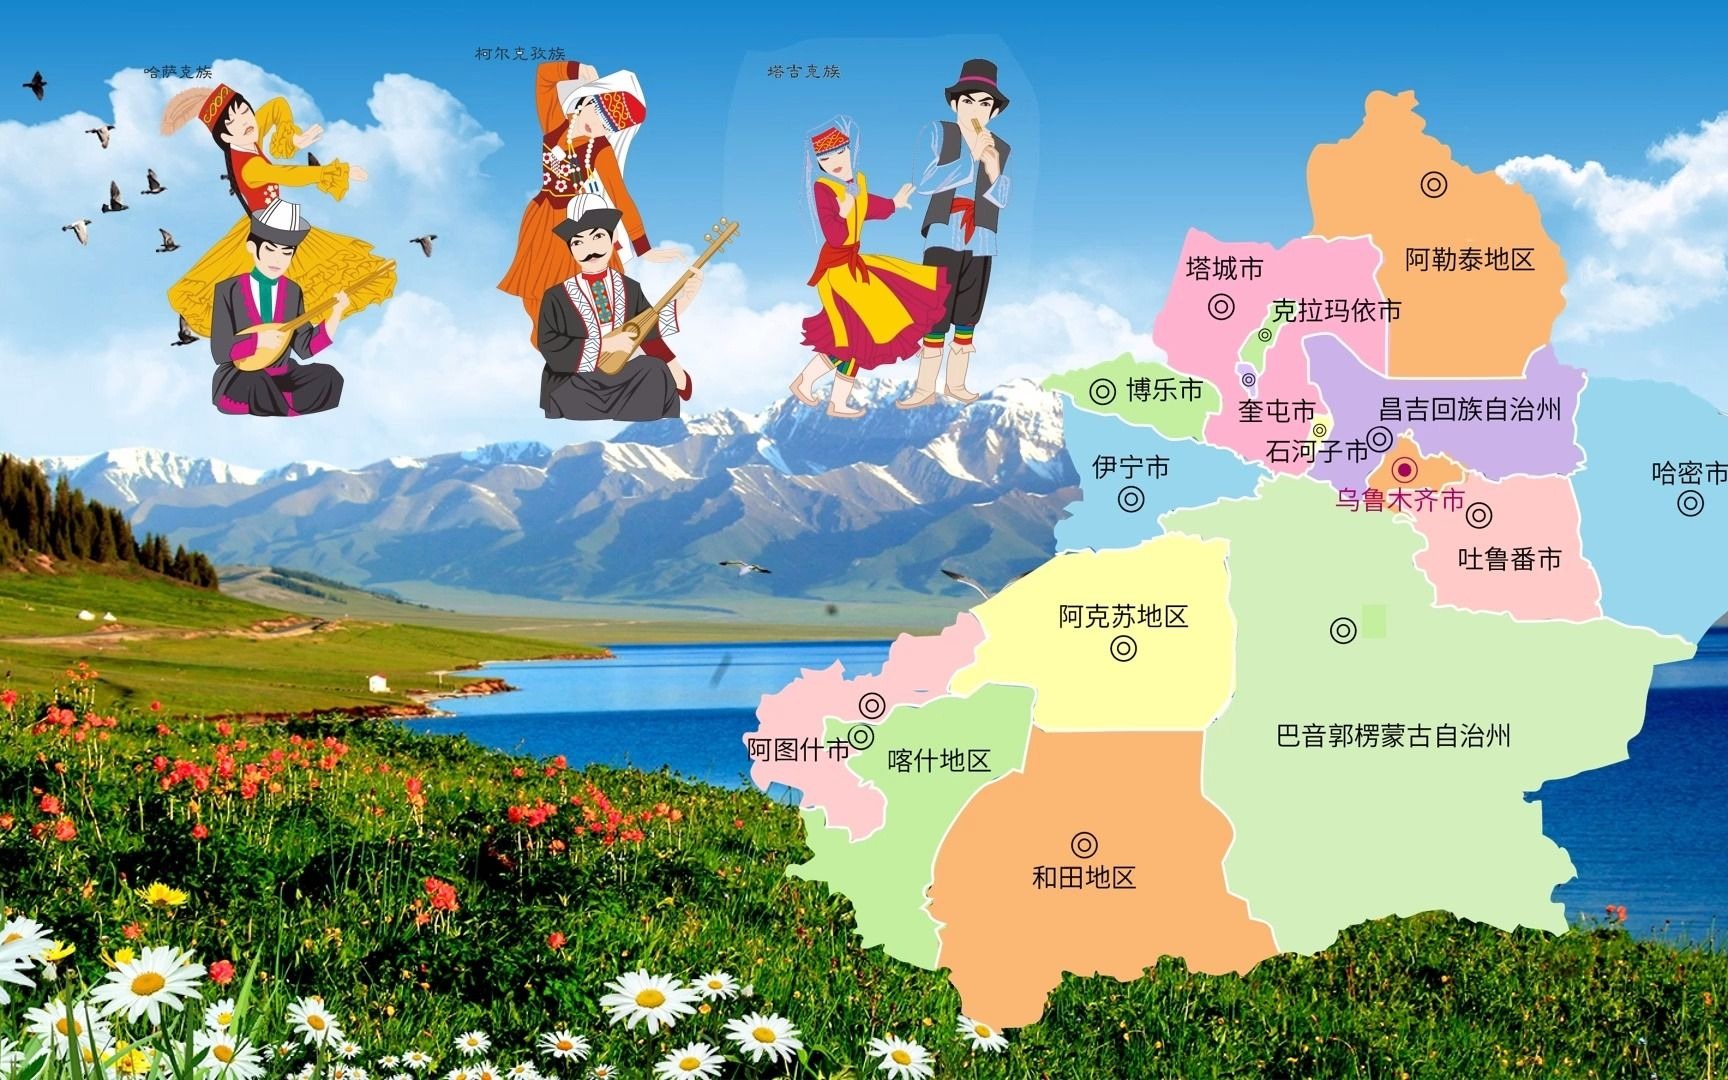 哈萨克族
柯尔克孜族
塔吉克族
阿勒泰地区
塔城市
克拉玛依市
博乐市
奎屯市
昌吉回族自治州
石河子市
伊宁市
哈密市
乌鲁木齐市
吐鲁番市
阿克苏地区
巴音郭楞蒙古自治州
阿图什市
喀什地区
和田地区